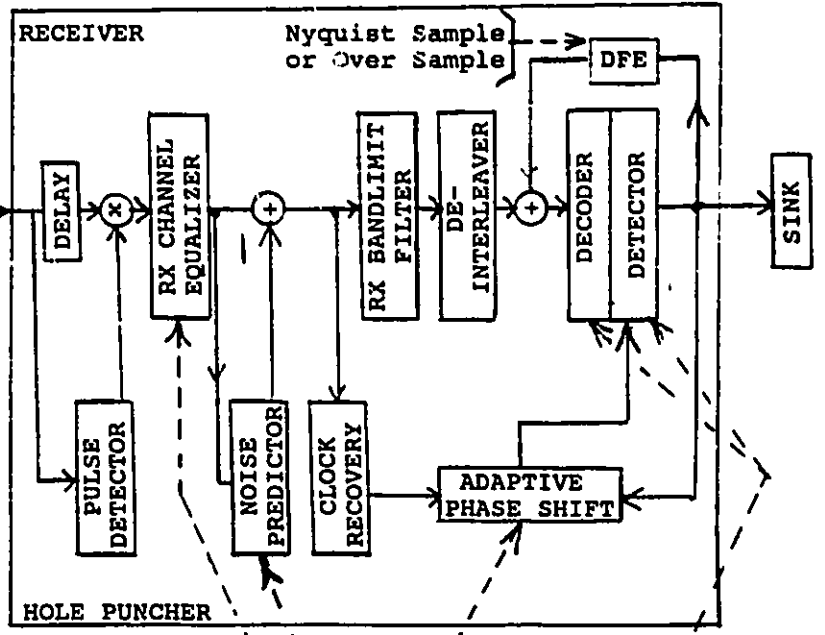 RECEIVER
Nyquist Sample
or Over Sample
DFE
DELAY
×
RX CHANNEL
EQUALIZER
+
RX BANDLIMIT
FILTER
DE-
INTERLEAVER
+
DECODER
DETECTOR
SINK
PULSE
DETECTOR
NOISE
PREDICTOR
CLOCK
RECOVERY
ADAPTIVE
PHASE SHIFT
HOLE PUNCHER